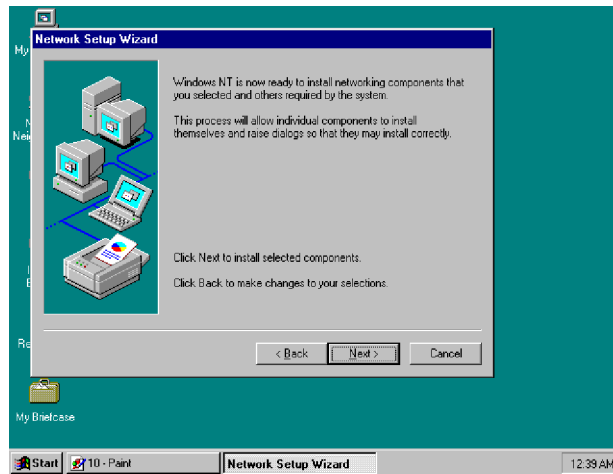 My
Network Setup Wizard
Windows NT is now ready to install networking components that
you selected and others required by the system.
This process will allow individual components to install
themselves and raise dialogs so that they may install correctly.
N
Nei
Click Next to install selected components.
Click Back to make changes to your selections.
Re
< Back
Next >
Cancel
My Briefcase
Start
10 - Paint
Network Setup Wizard
12:39 AM